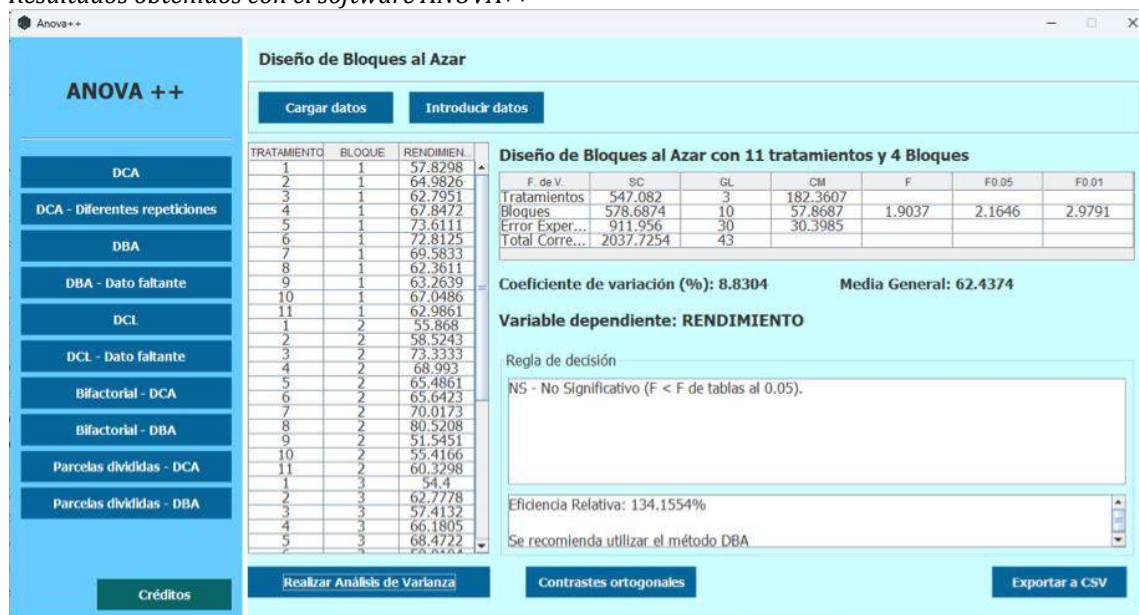 Resultados obtenidos con el software ANOVA++
Anova++
ANOVA ++
DCA
DCA - Diferentes repeticiones
DBA
DBA - Dato faltante
DCL
DCL - Dato faltante
Bifactorial - DCA
Bifactorial - DBA
Parcelas divididas - DCA
Parcelas divididas - DBA
Créditos
Diseño de Bloques al Azar
Cargar datos Introducir datos
TRATAMIENTO BLOQUE RENDIMIEN...
1 1 57.8298
2 1 64.9826
3 1 62.7951
4 1 67.8472
5 1 73.6111
6 1 72.8125
7 1 69.5833
8 1 62.3611
9 1 63.2639
10 1 67.0486
11 1 62.9861
1 2 55.868
2 2 58.5243
3 2 73.3333
4 2 68.993
5 2 65.4861
6 2 65.6423
7 2 70.0173
8 2 80.5208
9 2 51.5451
10 2 55.4166
11 2 60.3298
1 3 54.4
2 3 62.7778
3 3 57.4132
4 3 66.1805
5 3 68.4722
Diseño de Bloques al Azar con 11 tratamientos y 4 Bloques
F. de V. SC GL CM F F0.05 F0.01
Tratamientos 547.082 3 182.3607
Bloques 578.6874 10 57.8687 1.9037 2.1646 2.9791
Error Exper... 911.956 30 30.3985
Total Corre... 2037.7254 43
Coeficiente de variación (%): 8.8304 Media General: 62.4374
Variable dependiente: RENDIMIENTO
Regla de decisión
NS - No Significativo (F < F de tablas al 0.05).
Eficiencia Relativa: 134.1554%
Se recomienda utilizar el método DBA
Realizar Análisis de Varianza Contrastes ortogonales Exportar a CSV